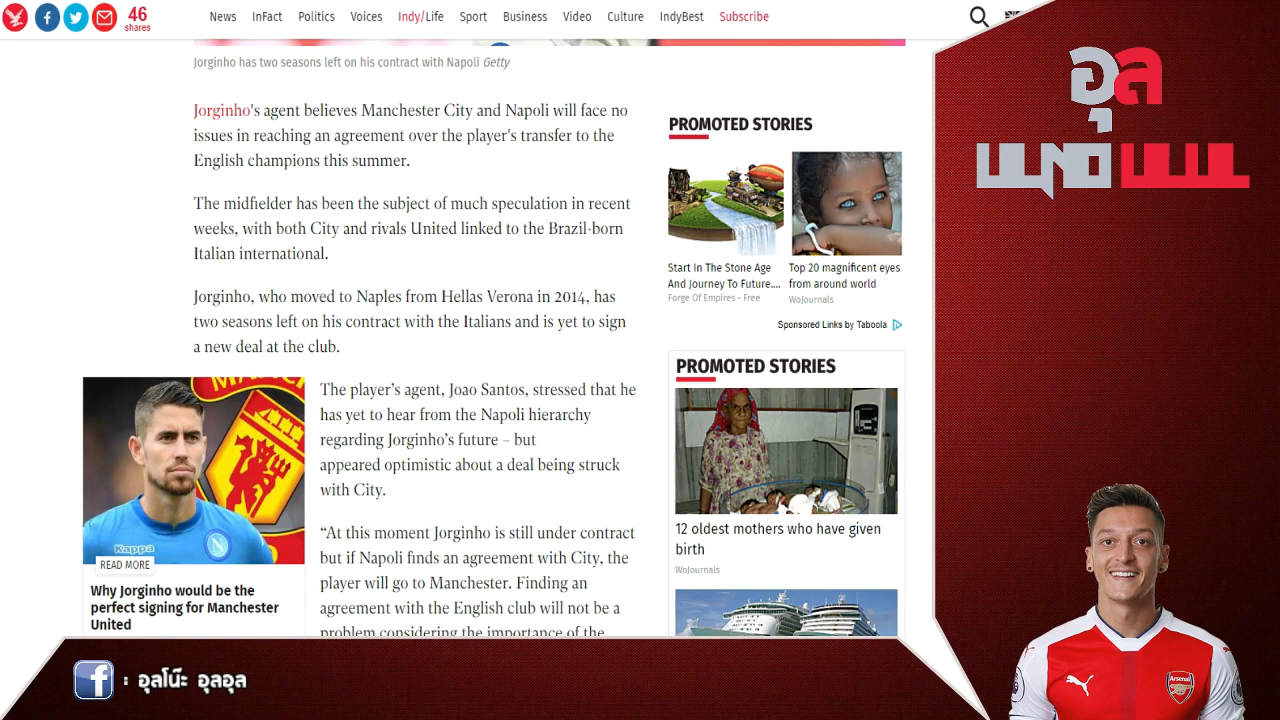 46
shares
News InFact Politics Voices Indy/Life Sport Business Video Culture IndyBest Subscribe
Jorginho has two seasons left on his contract with Napoli Getty
Jorginho's agent believes Manchester City and Napoli will face no
issues in reaching an agreement over the player's transfer to the
English champions this summer.
The midfielder has been the subject of much speculation in recent
weeks, with both City and rivals United linked to the Brazil-born
Italian international.
Jorginho, who moved to Naples from Hellas Verona in 2014, has
two seasons left on his contract with the Italians and is yet to sign
a new deal at the club.
Kappa
READ MORE
Why Jorginho would be the
perfect signing for Manchester
United
The player's agent, Joao Santos, stressed that he
has yet to hear from the Napoli hierarchy
regarding Jorginho's future – but
appeared optimistic about a deal being struck
with City.
“At this moment Jorginho is still under contract
but if Napoli finds an agreement with City, the
player will go to Manchester. Finding an
agreement with the English club will not be a
problem considering the importance of the
PROMOTED STORIES
Start In The Stone Age
And Journey To Future....
Forge Of Empires - Free
Top 20 magnificent eyes
from around world
WoJournals
Sponsored Links by Taboola
PROMOTED STORIES
12 oldest mothers who have given
birth
WoJournals
อุล
Arsenal
: อุลโน๊ะ อุลอุล